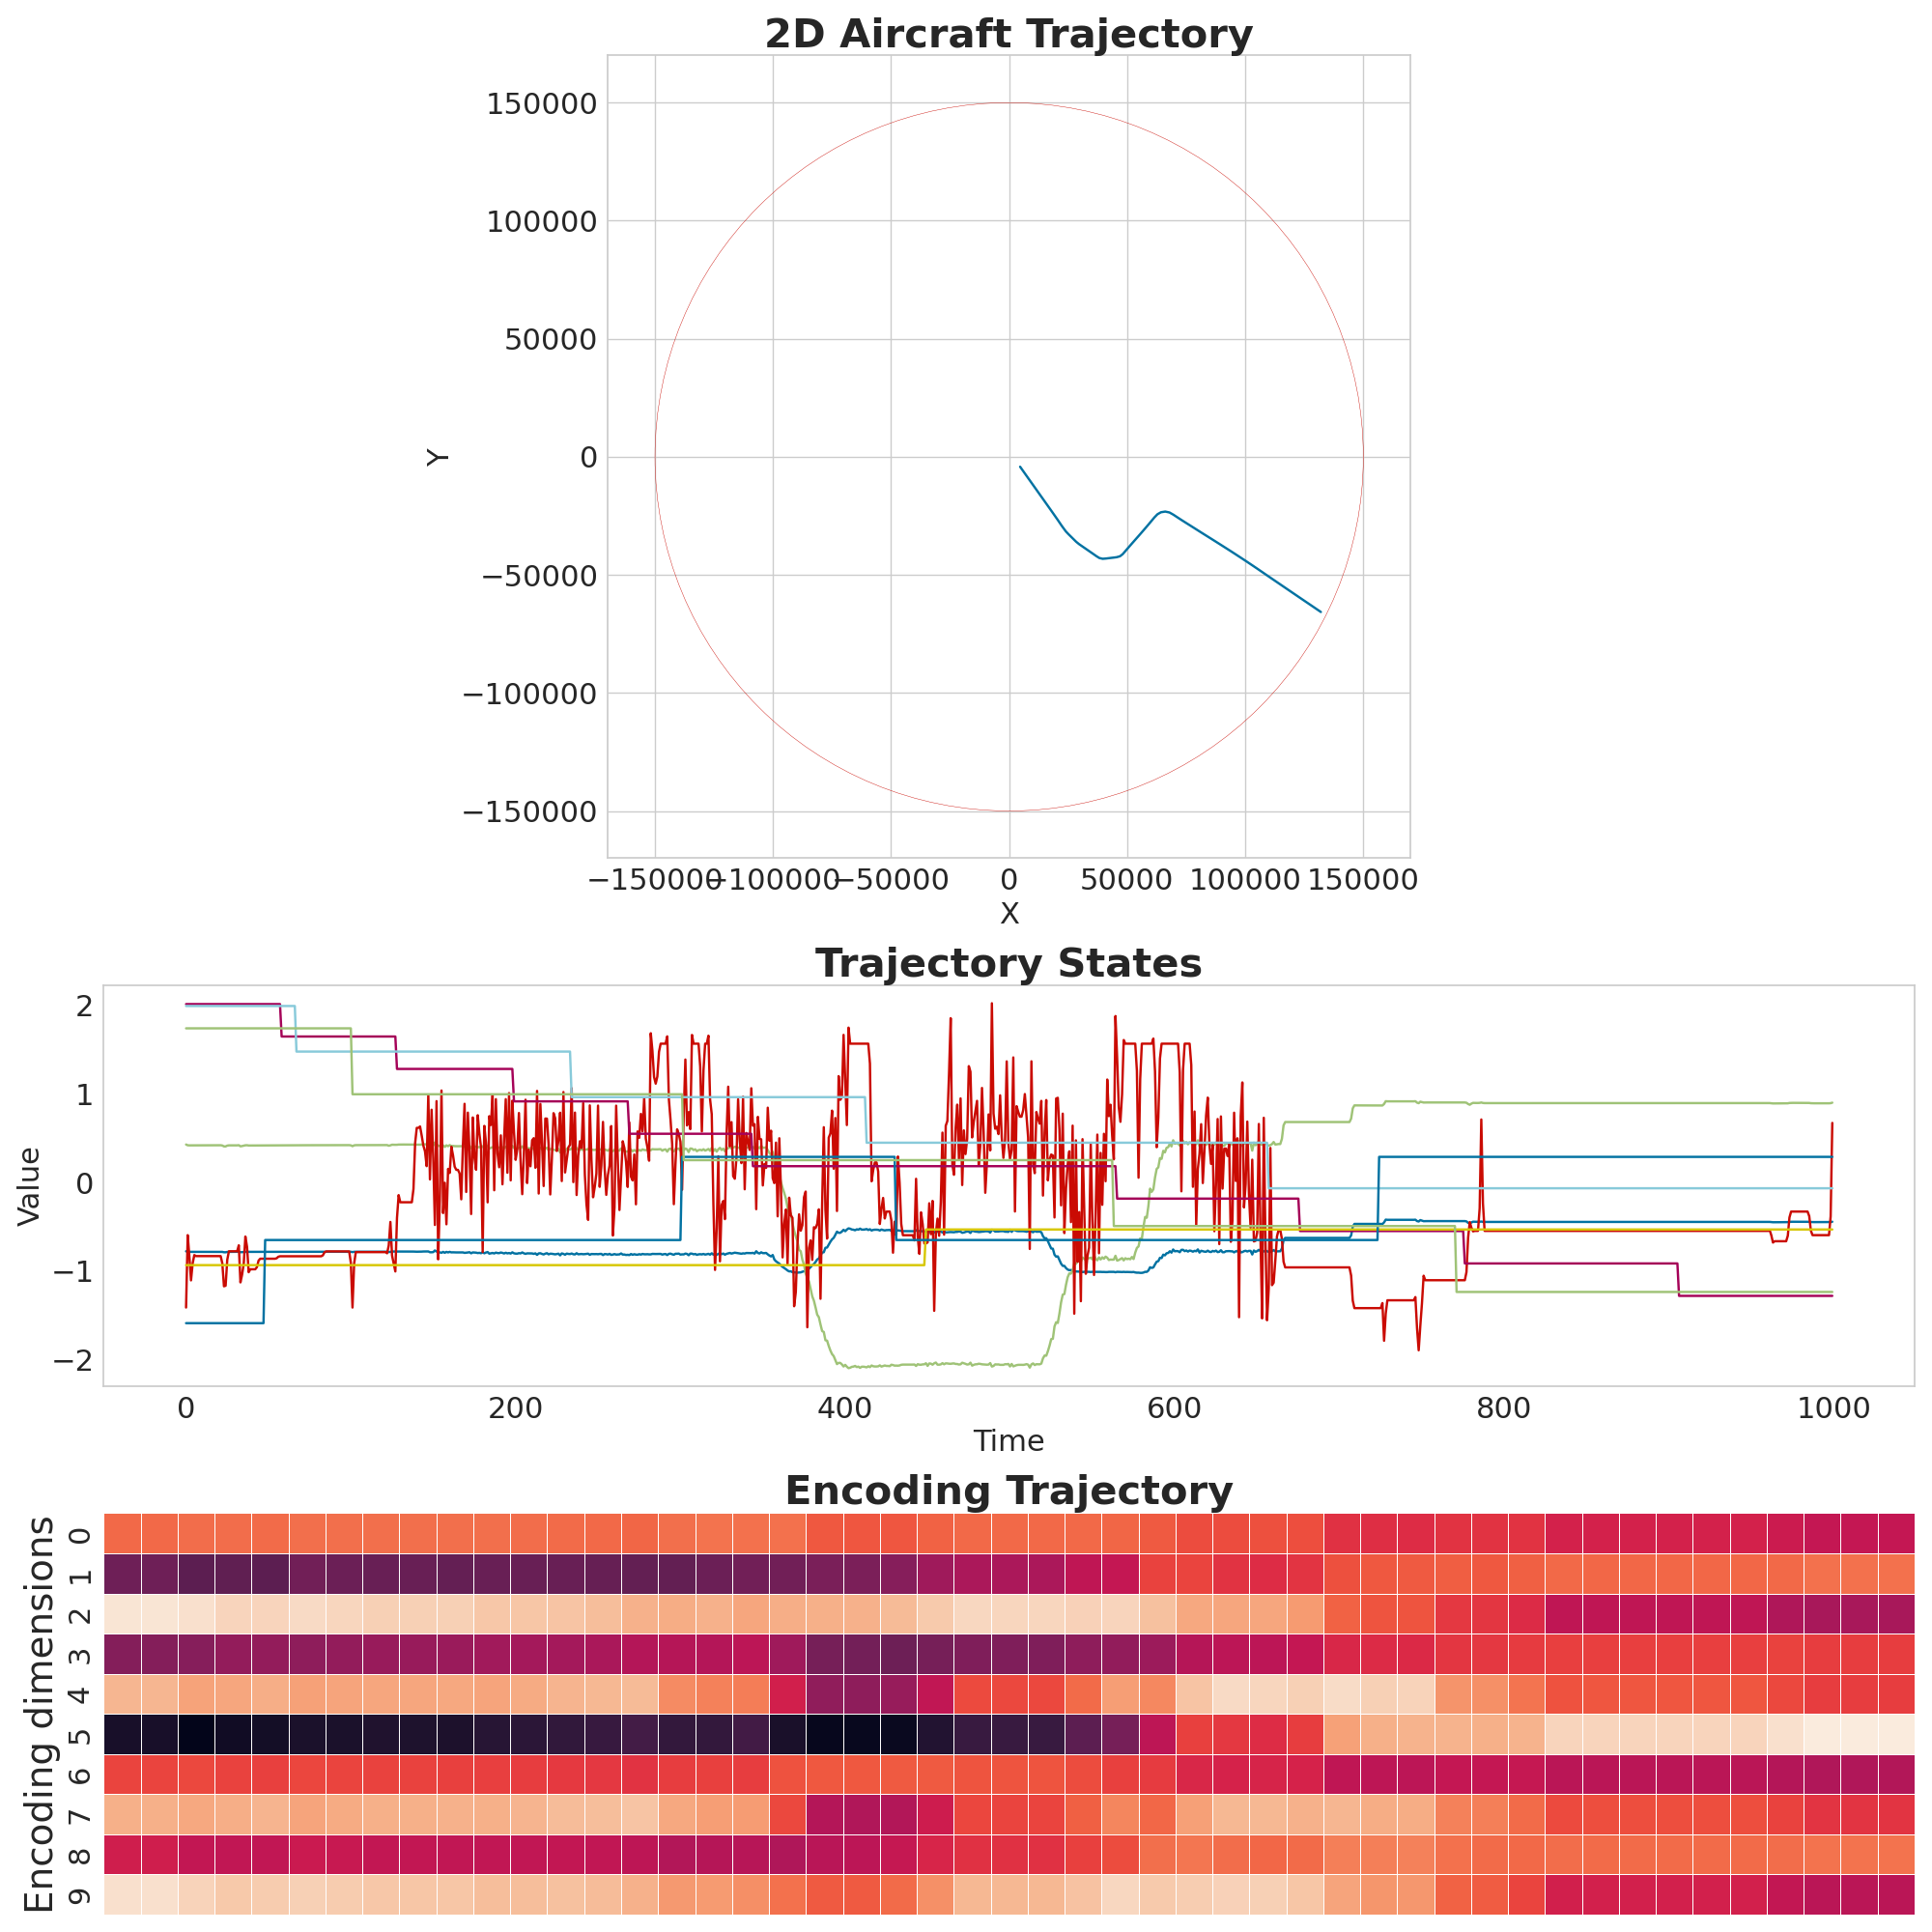 2D Aircraft Trajectory
150000
100000
50000
0
−50000
−100000
−150000
Y
−150000 −100000 −50000 0 50000 100000 150000
X
Trajectory States
2
1
0
−1
−2
Value
0 200 400 600 800 1000
Time
Encoding Trajectory
Encoding dimensions
0
1
2
3
4
5
6
7
8
9